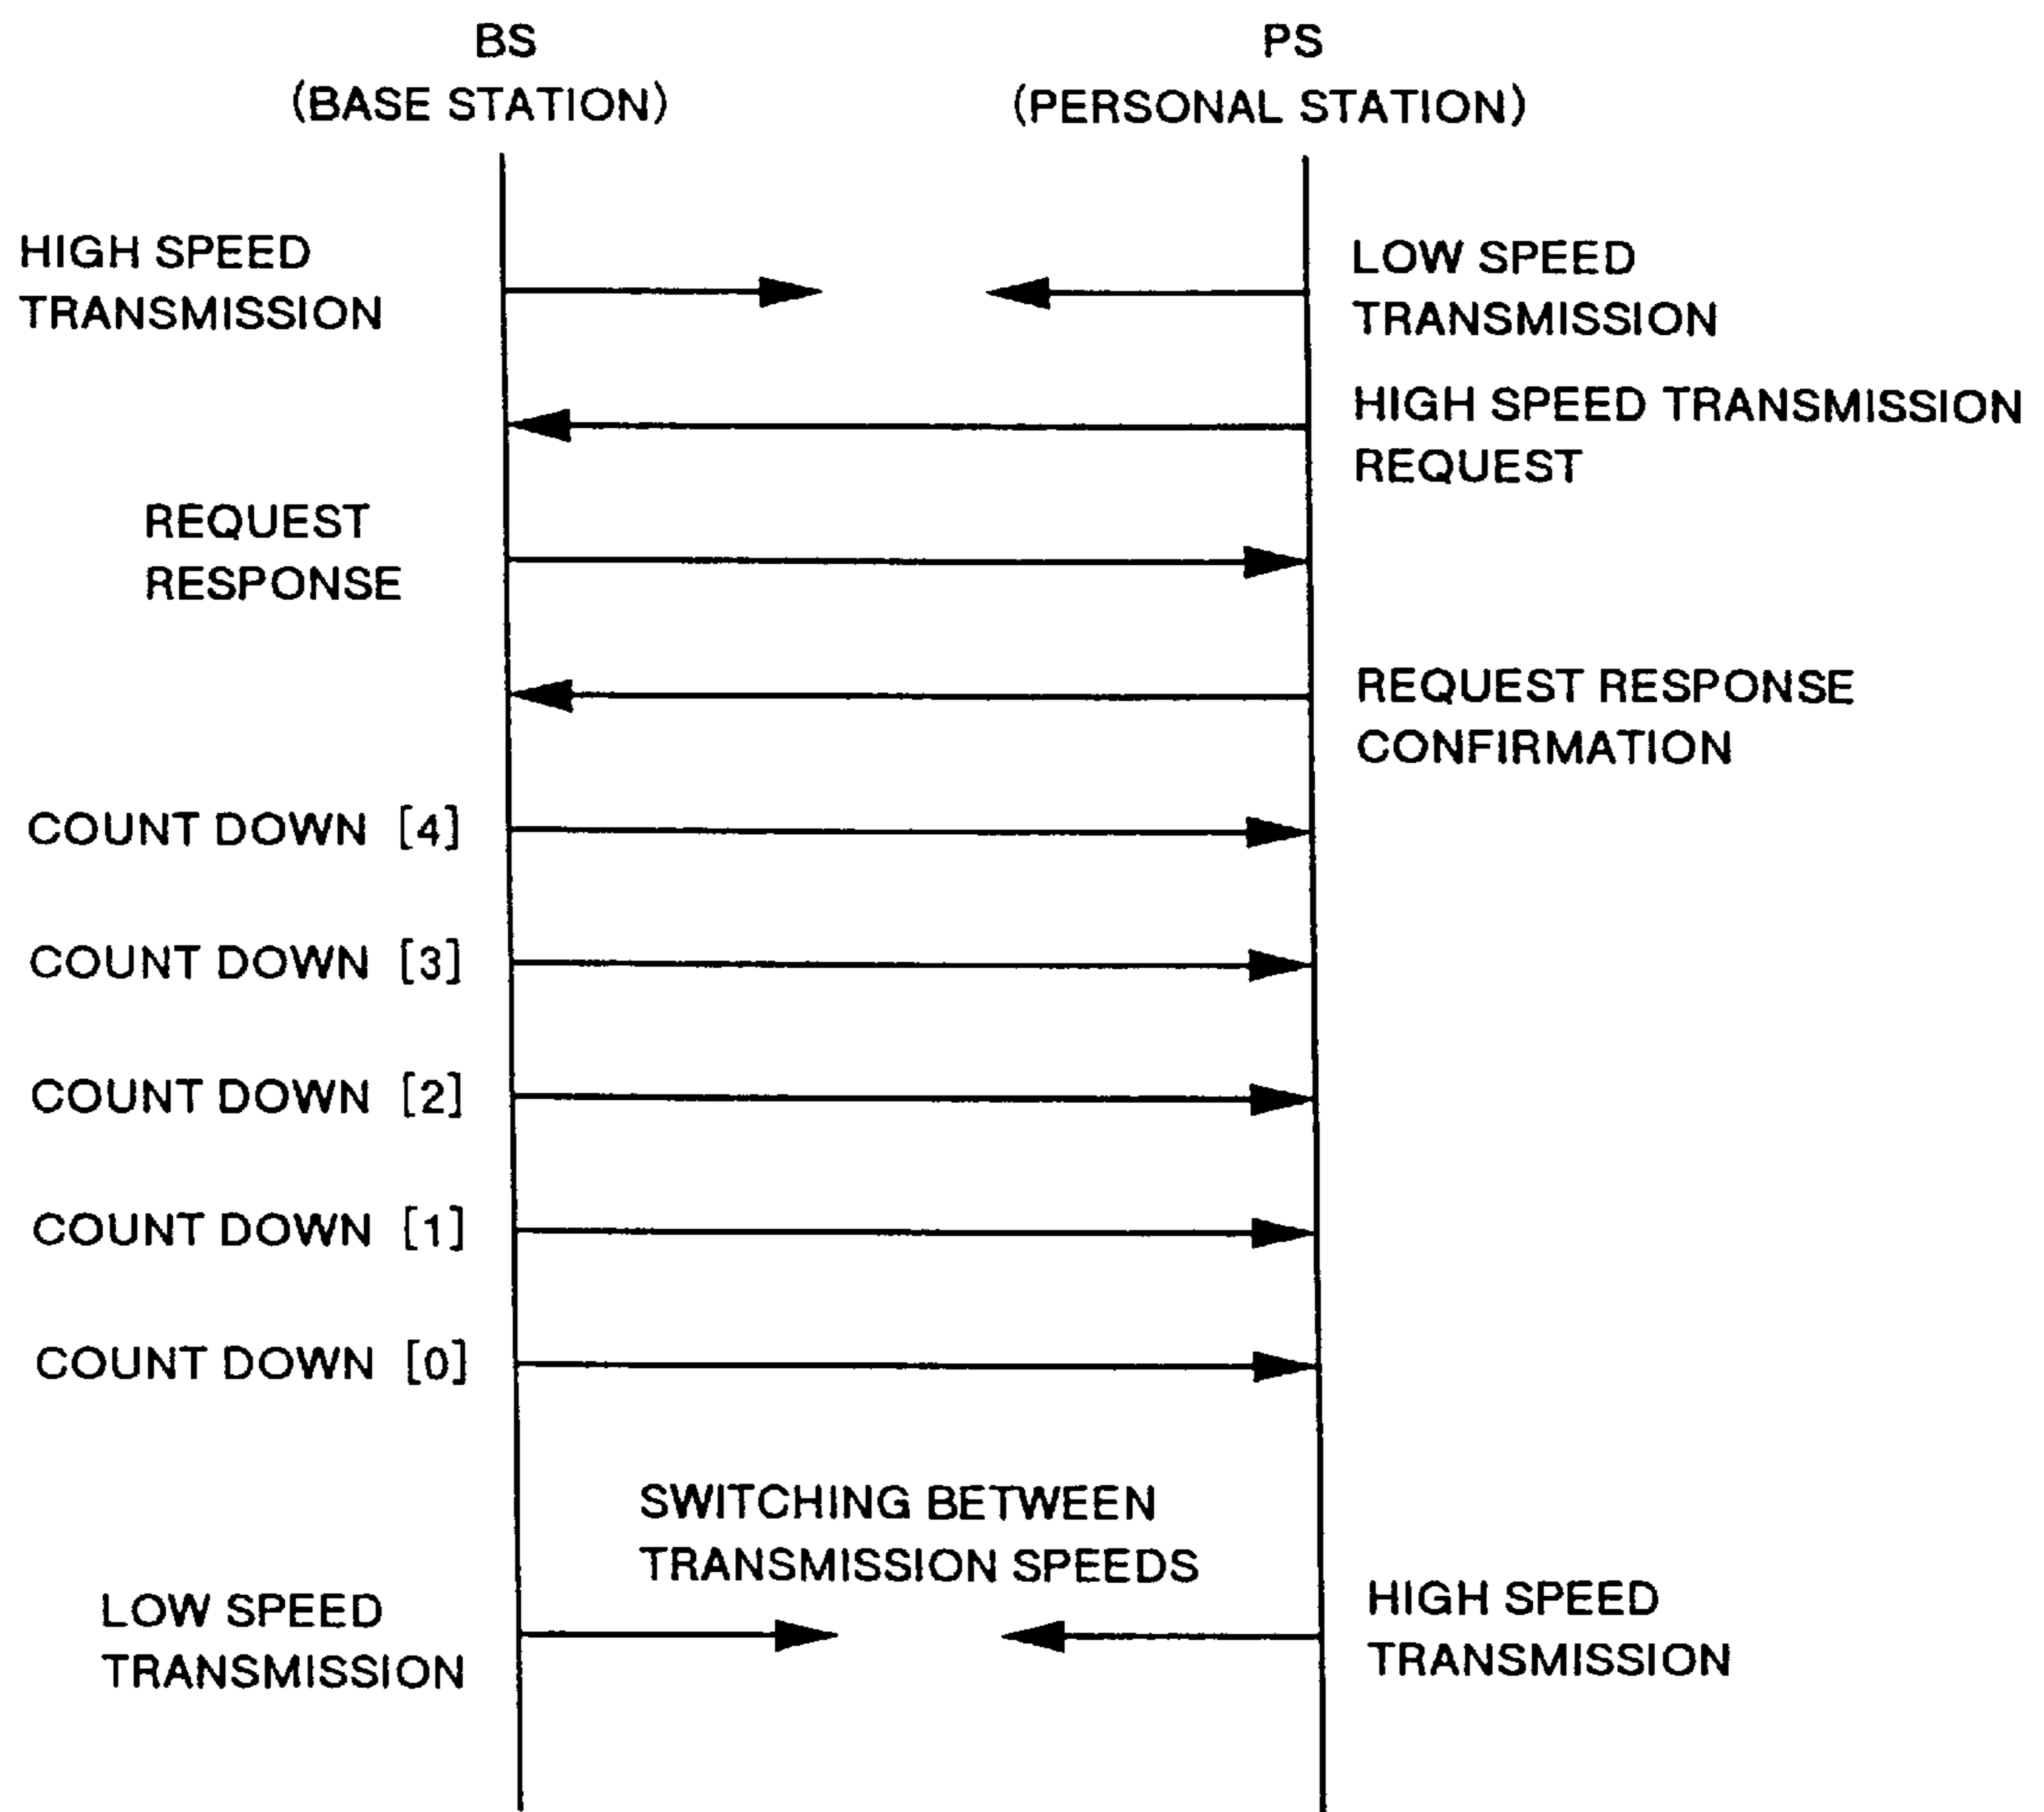 BS
(BASE STATION)
PS
(PERSONAL STATION)
HIGH SPEED
TRANSMISSION
LOW SPEED
TRANSMISSION
HIGH SPEED TRANSMISSION
REQUEST
REQUEST
RESPONSE
REQUEST RESPONSE
CONFIRMATION
COUNT DOWN [4]
COUNT DOWN [3]
COUNT DOWN [2]
COUNT DOWN [1]
COUNT DOWN [0]
SWITCHING BETWEEN
TRANSMISSION SPEEDS
LOW SPEED
TRANSMISSION
HIGH SPEED
TRANSMISSION